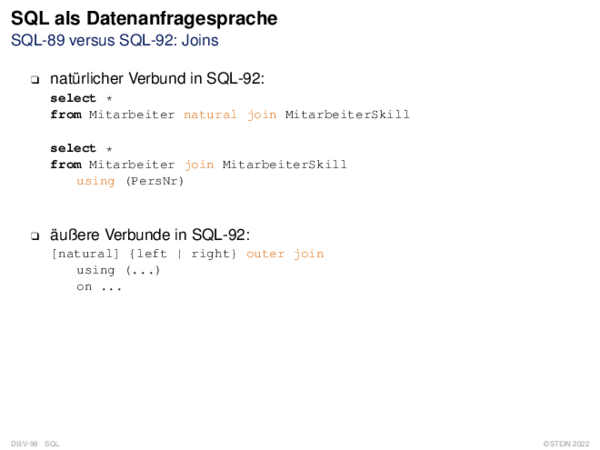 SQL als Datenanfragesprache
SQL-89 versus SQL-92: Joins
❑ natürlicher Verbund in SQL-92:
select *
from Mitarbeiter natural join MitarbeiterSkill
select *
from Mitarbeiter join MitarbeiterSkill
using (PersNr)
❑ äußere Verbunde in SQL-92:
[natural] {left | right} outer join
using (...)
on ...
DB:V-98 SQL
©STEIN 2022